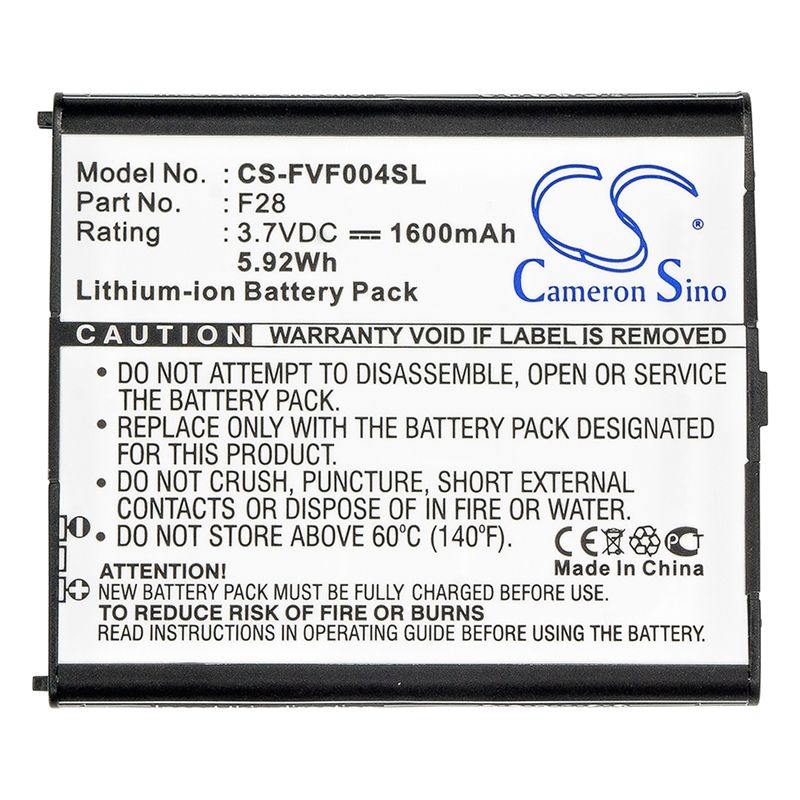 Model No. : CS-FVF004SL
Part No. : F28
Rating : 3.7VDC 1600mAh
5.92Wh
Lithium-ion Battery Pack
®
Cameron Sino
CAUTION WARRANTY VOID IF LABEL IS REMOVED
• DO NOT ATTEMPT TO DISASSEMBLE, OPEN OR SERVICE
THE BATTERY PACK.
• REPLACE ONLY WITH THE BATTERY PACK DESIGNATED
FOR THIS PRODUCT.
• DO NOT CRUSH, PUNCTURE, SHORT EXTERNAL
CONTACTS OR DISPOSE OF IN FIRE OR WATER.
• DO NOT STORE ABOVE 60℃ (140℉).
CE PCT
Made In China
ATTENTION!
NEW BATTERY PACK MUST BE FULLY CHARGED BEFORE USE.
TO REDUCE RISK OF FIRE OR BURNS
READ INSTRUCTIONS IN OPERATING GUIDE BEFORE USING THE BATTERY.